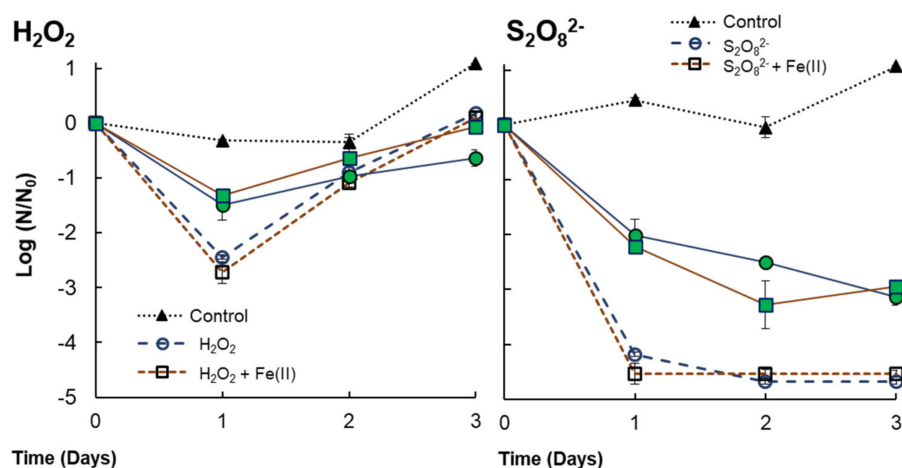 H₂O₂
1
0
-1
-2
-3
-4
-5
Log (N/N₀)
Control
H₂O₂
H₂O₂ + Fe(II)
0
1
2
3
Time (Days)
S₂O₈²⁻
Control
S₂O₈²⁻
S₂O₈²⁻ + Fe(II)
0
1
2
3
Time (Days)